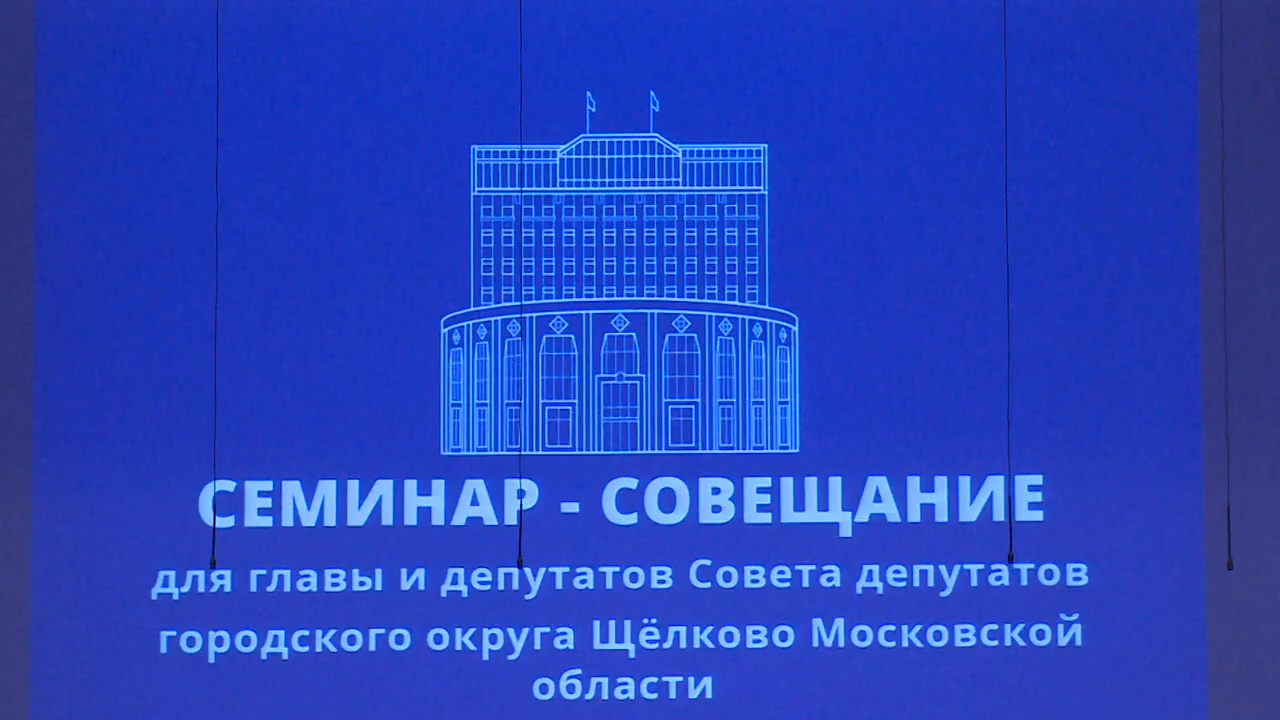 СЕМИНАР - СОВЕЩАНИЕ
для главы и депутатов Совета депутатов
городского округа Щёлково Московской
области